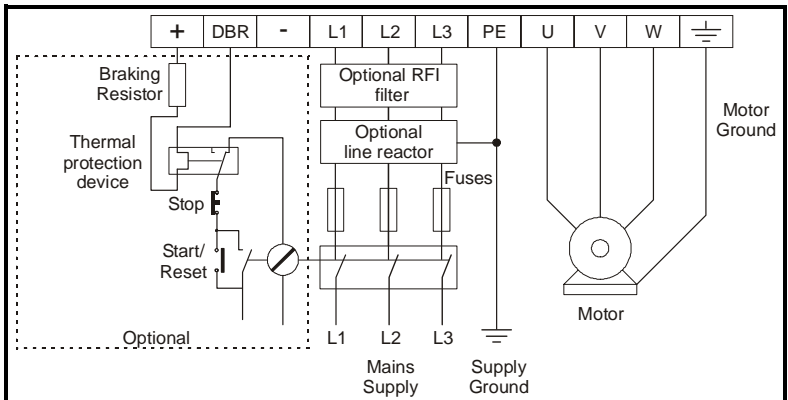 + DBR - L1 L2 L3 PE U V W
Braking
Resistor
Optional RFI
filter
Motor
Ground
Thermal
protection
device
Optional
line reactor
Fuses
Stop
Start/
Reset
Motor
Optional
L1 L2 L3
Mains
Supply
Supply
Ground